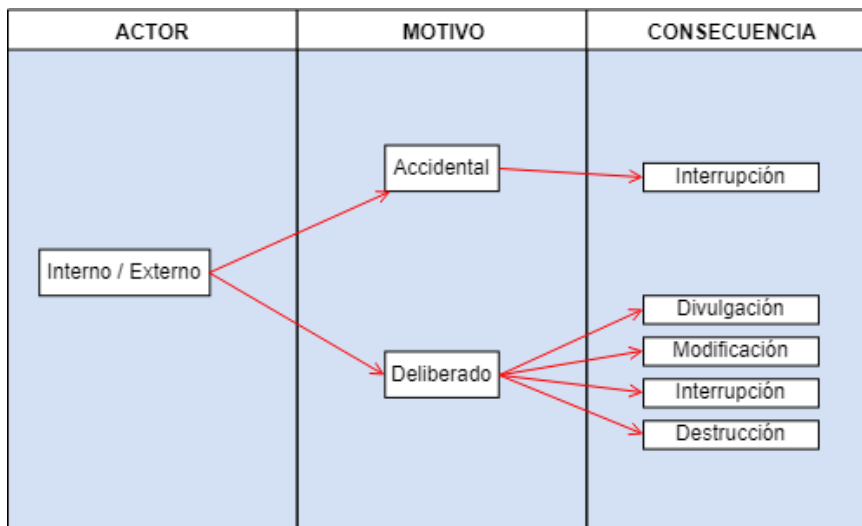 ACTOR
MOTIVO
CONSECUENCIA
Accidental
Interrupción
Interno / Externo
Divulgación
Modificación
Deliberado
Interrupción
Destrucción